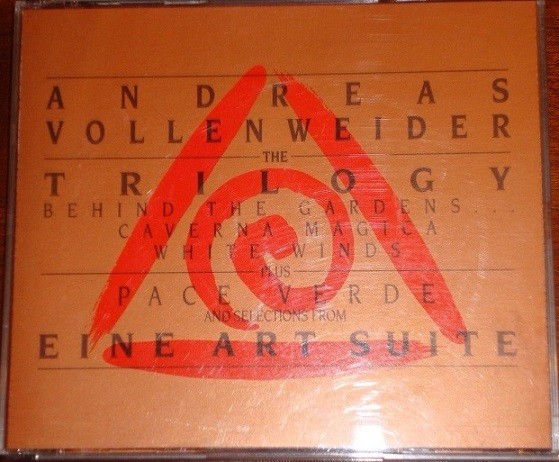 ANDREAS
VOLLENWEIDER
THE
TRILOGY
BEHIND THE GARDENS...
CAVERNA MAGICA
WHITE WINDS
PLUS
PACE VERDE
AND SELECTIONS FROM
EINE ART SUITE